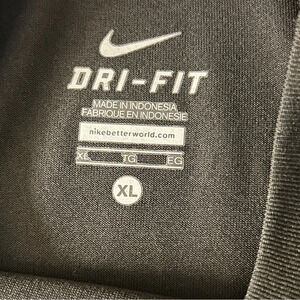 DRI-FIT
MADE IN INDONESIA
FABRIQUE EN INDONESIE
nikebetterworld.com
XL TG EG
XL